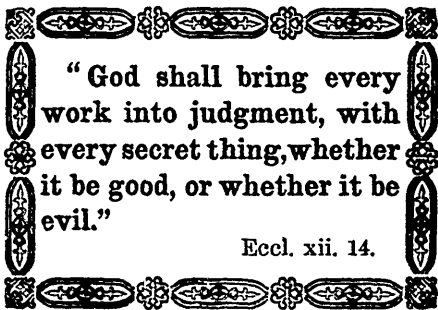 “God shall bring every
work into judgment, with
every secret thing,whether
it be good, or whether it be
evil.”
Eccl. xii. 14.